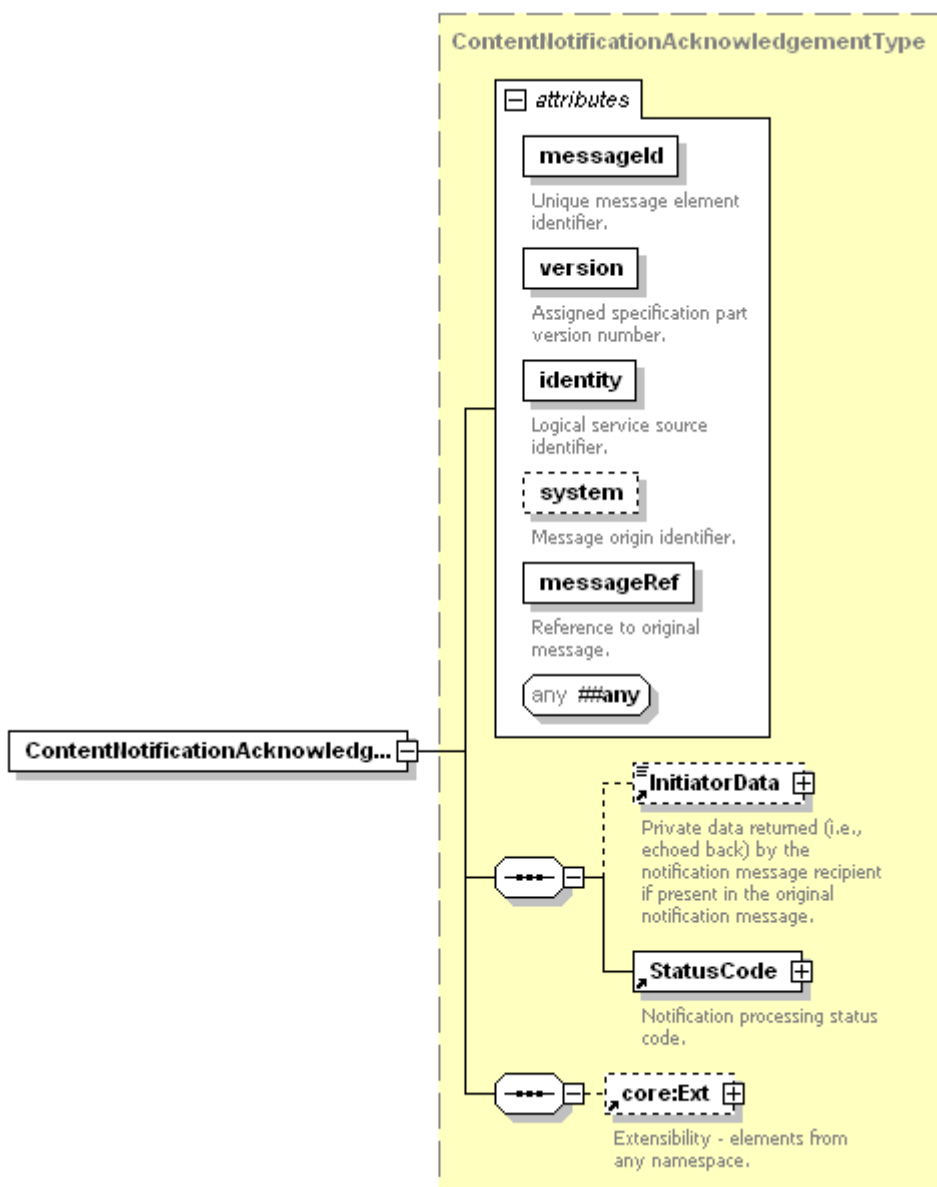 ContentNotificationAcknowledgementType
attributes
messageId
Unique message element
identifier.
version
Assigned specification part
version number.
identity
Logical service source
identifier.
system
Message origin identifier.
messageRef
Reference to original
message.
any ##any
ContentNotificationAcknowledg...
InitiatorData
Private data returned (i.e.,
echoed back) by the
notification message recipient
if present in the original
notification message.
StatusCode
Notification processing status
code.
core:Ext
Extensibility - elements from
any namespace.